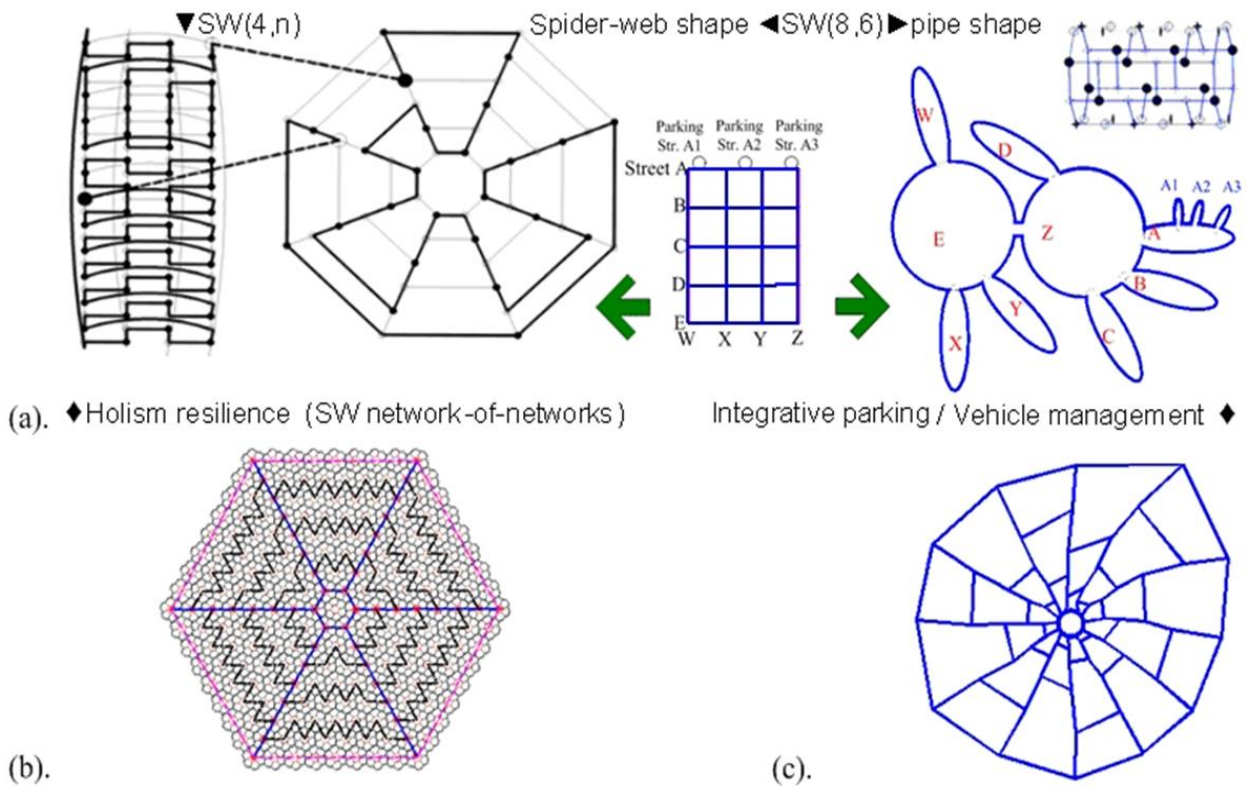 ▼SW(4,n)
Spider-web shape ◄SW(8,6)►pipe shape
Parking Parking Parking
Str. A1 Str. A2 Str. A3
Street A
B
C
D
E
W X Y Z
W
D
A1 A2 A3
E
Z
A
B
Y
X
C
(a). ♦Holism resilience (SW network-of-networks)
Integrative parking / Vehicle management ♦
(b).
(c).